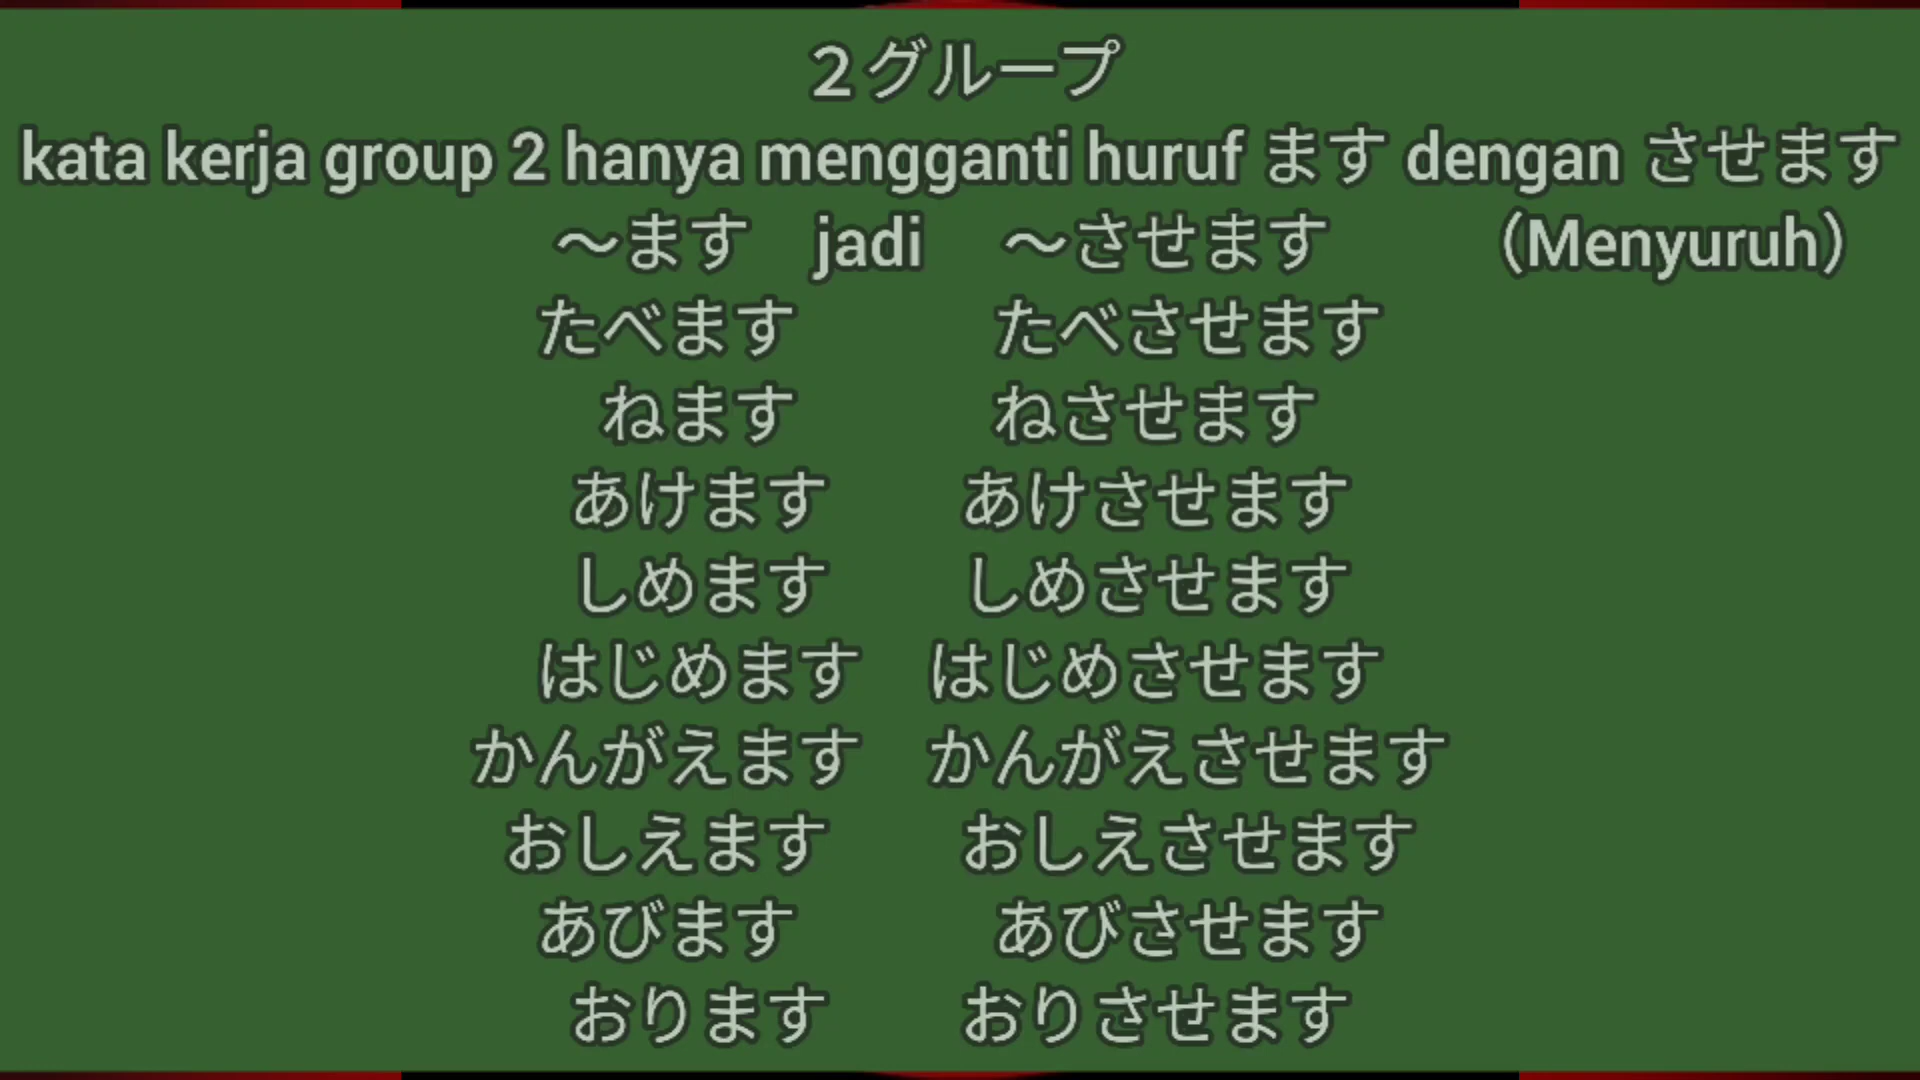 ２グループ
kata kerja group 2 hanya mengganti huruf ます dengan させます
～ます　jadi　～させます　（Menyuruh）
たべます　たべさせます
ねます　ねさせます
あけます　あけさせます
しめます　しめさせます
はじめます　はじめさせます
かんがえます　かんがえさせます
おしえます　おしえさせます
あびます　あびさせます
おります　おりさせます